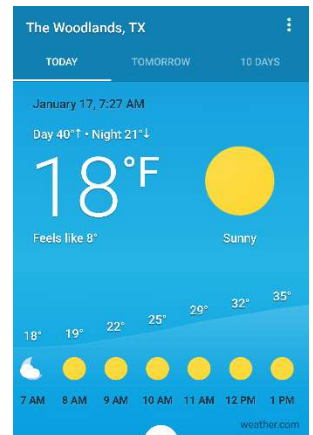 The Woodlands, TX
TODAY TOMORROW 10 DAYS
January 17, 7:27 AM
Day 40°↑ • Night 21°↓
18°F
Feels like 8° Sunny
18° 19° 22° 25° 29° 32° 35°
7 AM 8 AM 9 AM 10 AM 11 AM 12 PM 1 PM
weather.com